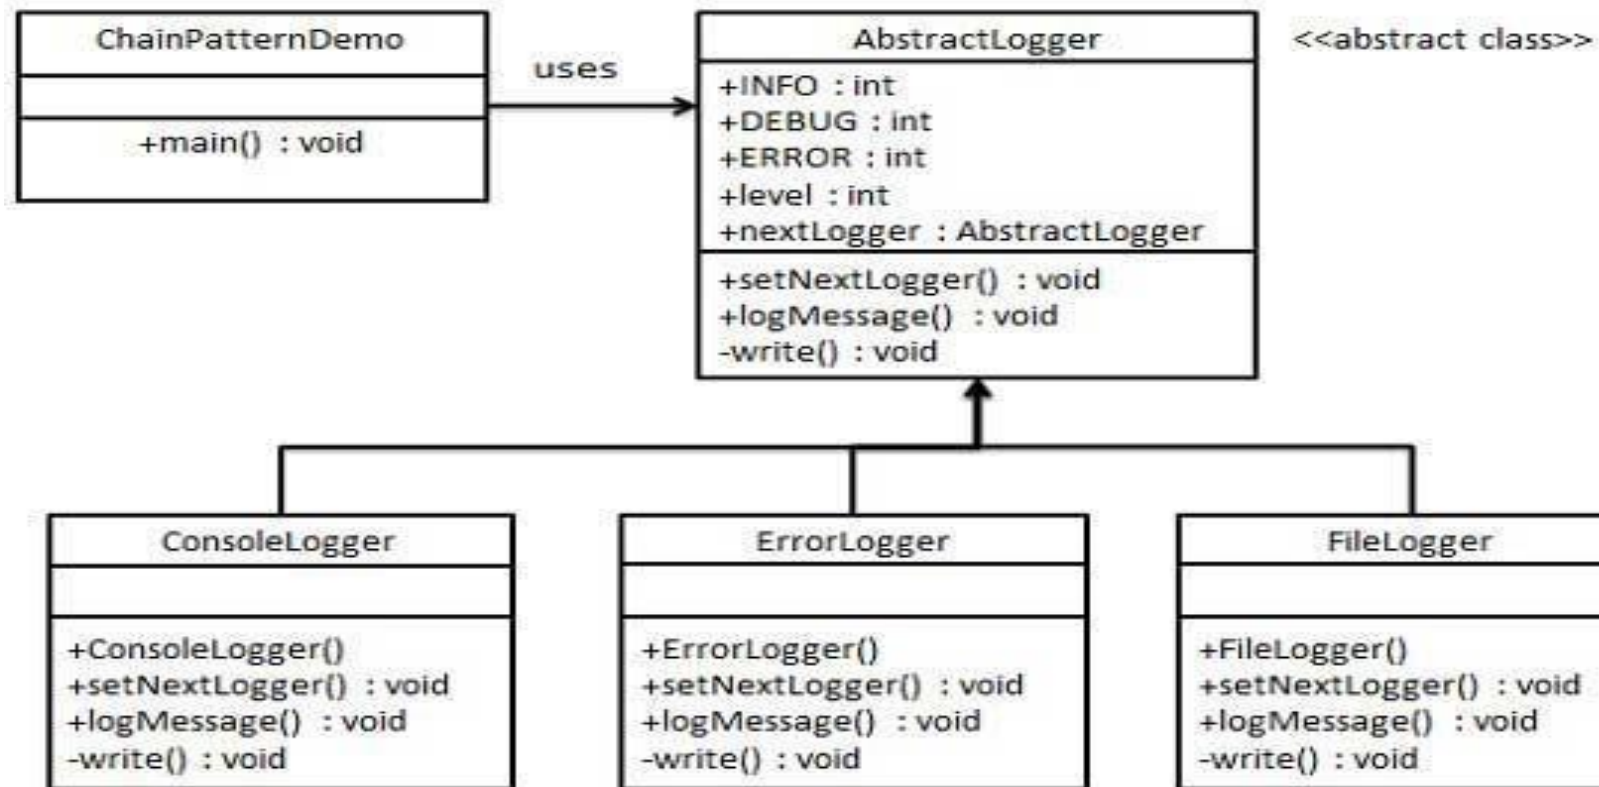 ChainPatternDemo
+main() : void
uses
AbstractLogger
<<abstract class>>
+INFO : int
+DEBUG : int
+ERROR : int
+level : int
+nextLogger : AbstractLogger
+setNextLogger() : void
+logMessage() : void
-write() : void
ConsoleLogger
+ConsoleLogger()
+setNextLogger() : void
+logMessage() : void
-write() : void
ErrorLogger
+ErrorLogger()
+setNextLogger() : void
+logMessage() : void
-write() : void
FileLogger
+FileLogger()
+setNextLogger() : void
+logMessage() : void
-write() : void